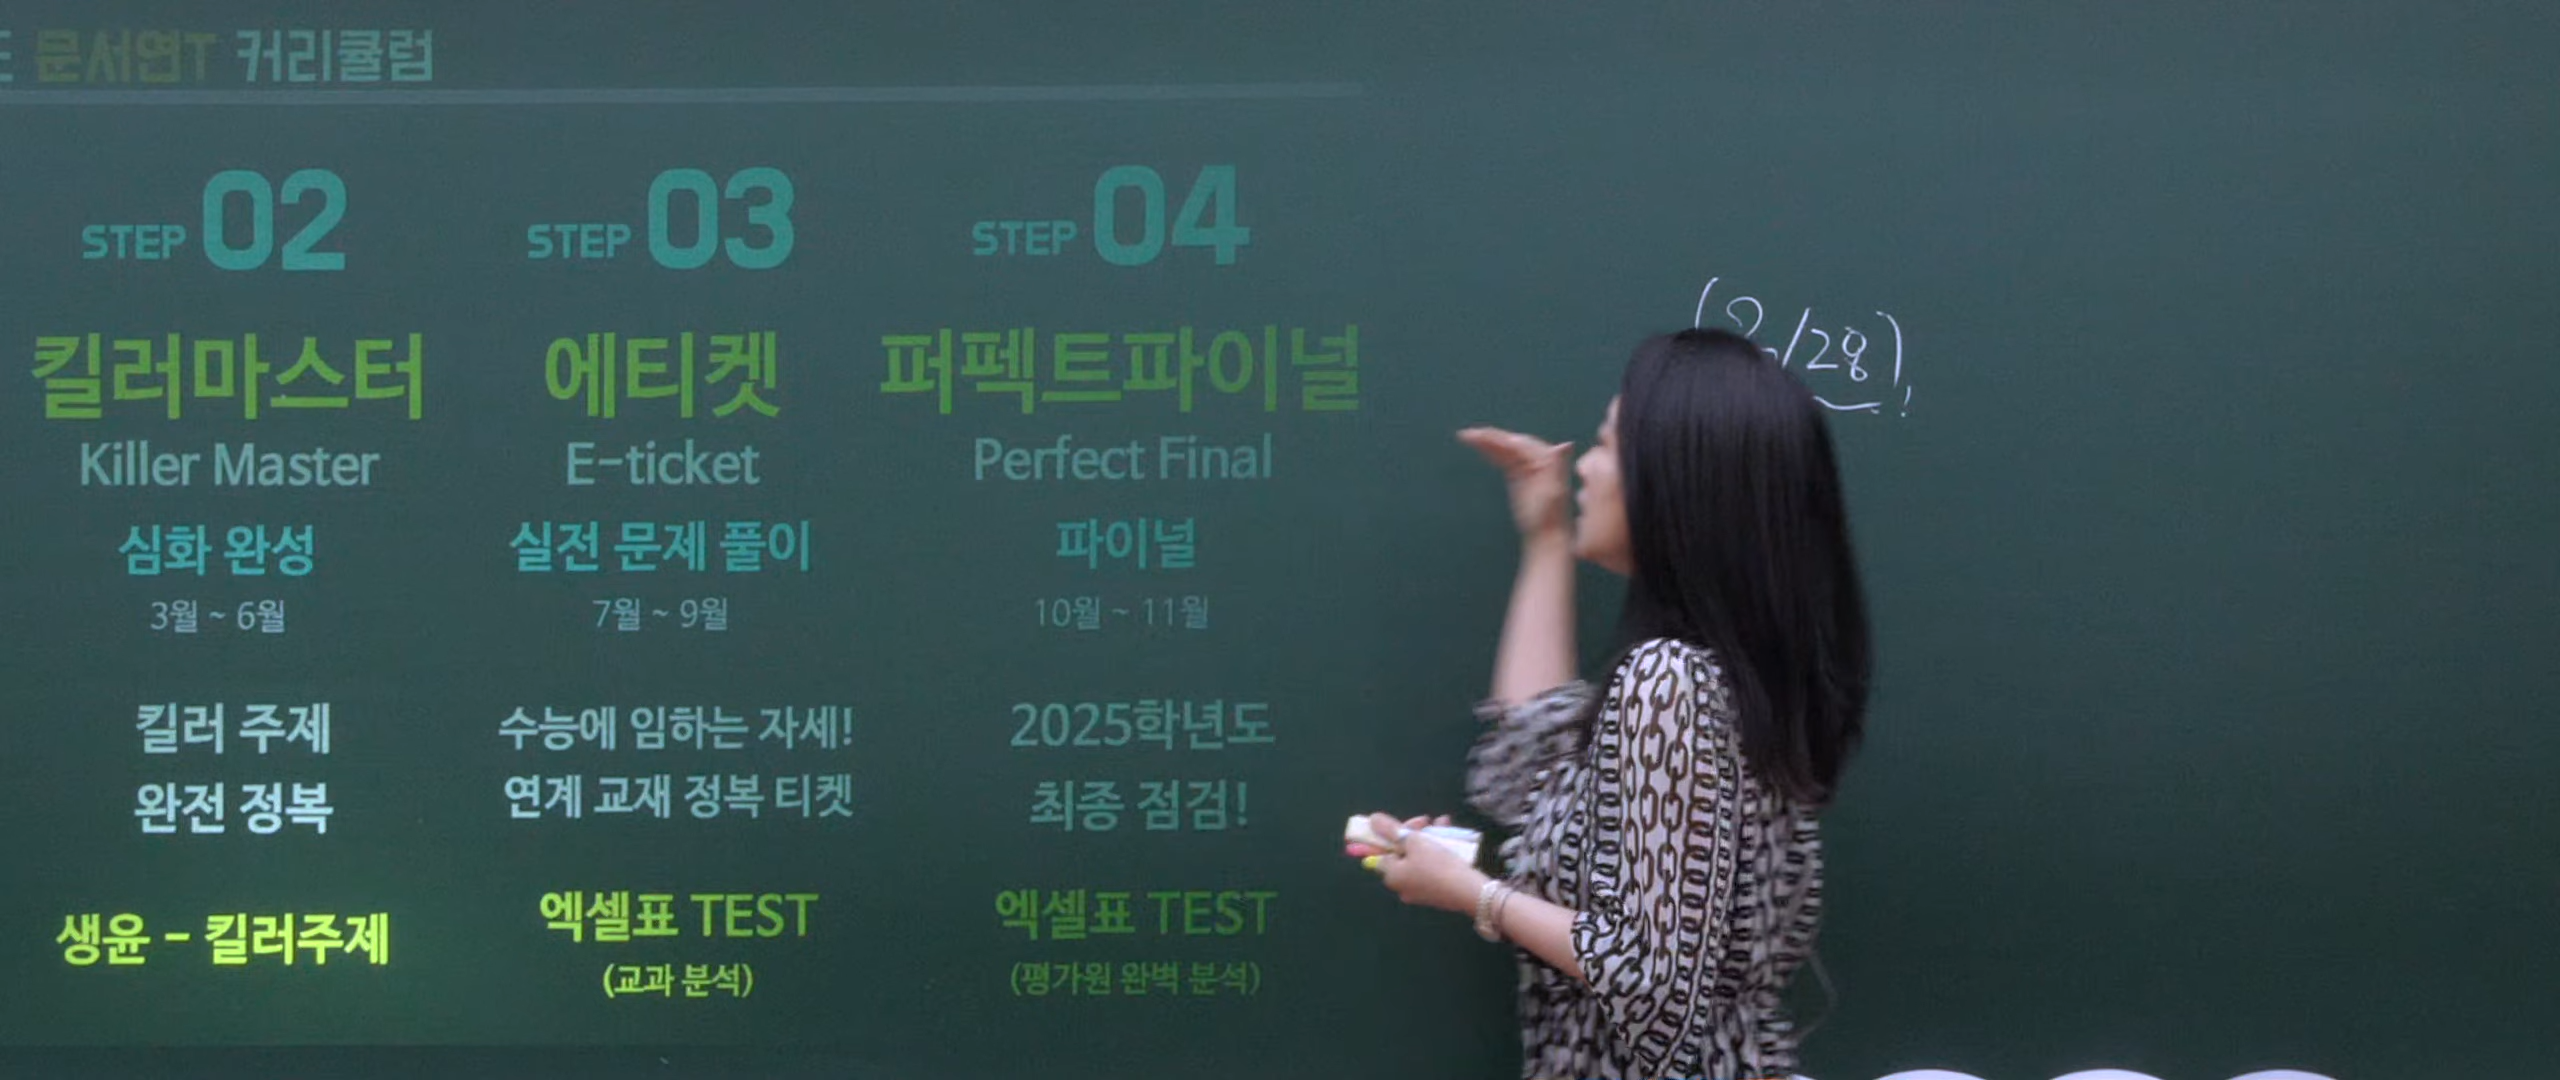 문서연T 커리큘럼
STEP 02
킬러마스터
Killer Master
심화 완성
3월 ~ 6월
킬러 주제
완전 정복
생윤 - 킬러주제
STEP 03
에티켓
E-ticket
실전 문제 풀이
7월 ~ 9월
수능에 임하는 자세!
연계 교재 정복 티켓
엑셀표 TEST
(교과 분석)
STEP 04
퍼펙트파이널
Perfect Final
파이널
10월 ~ 11월
2025학년도
최종 점검!
엑셀표 TEST
(평가원 완벽 분석)
/28)!